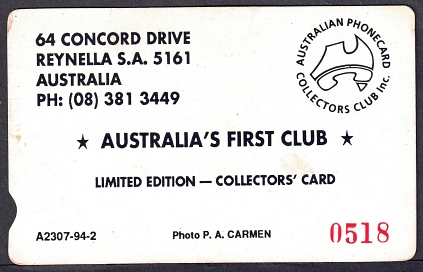 64 CONCORD DRIVE
REYNELLA S.A. 5161
AUSTRALIA
PH: (08) 381 3449
AUSTRALIAN PHONECARD
COLLECTORS CLUB Inc.
★ AUSTRALIA'S FIRST CLUB ★
LIMITED EDITION — COLLECTORS' CARD
A2307-94-2
Photo P. A. CARMEN
0518